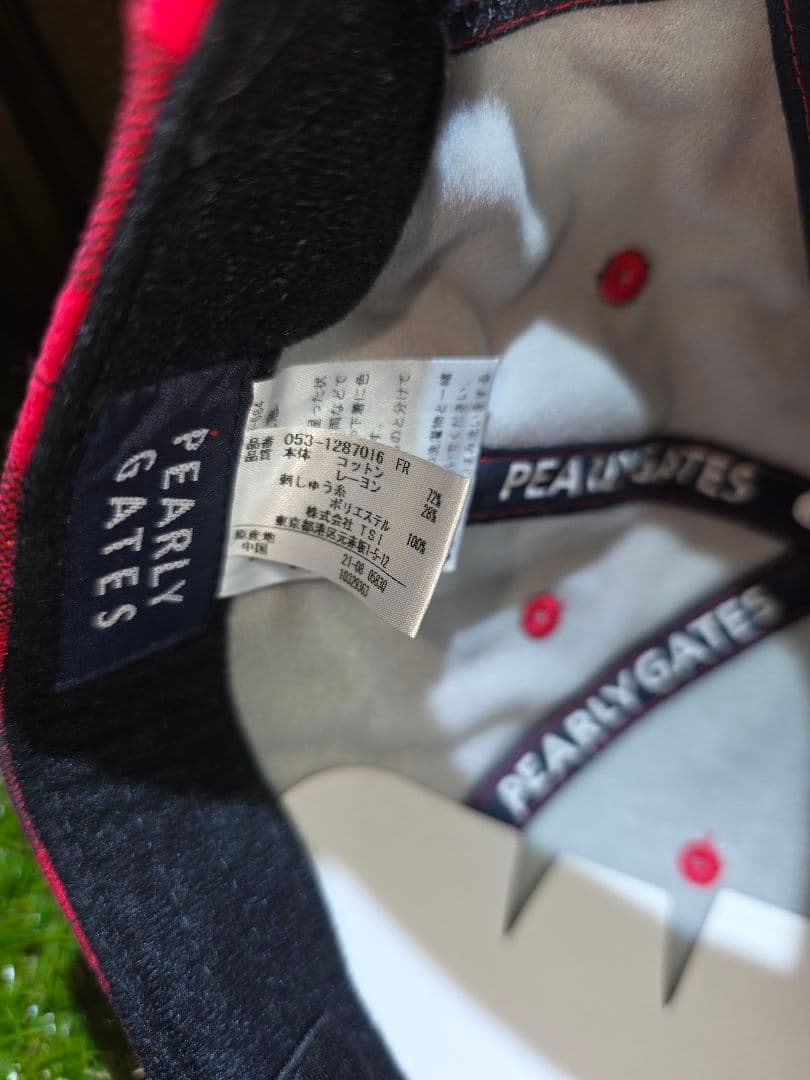 PEARLY
GATES
品番 053-1287016 FR
品質 本体 コットン 72%
レーヨン 28%
刺しゅう糸
ポリエステル 100%
株式会社 TSI
東京都港区元赤坂1-5-12
原産地
中国
21-08 05830
10329363
PEARLYGATES
PEARLYGATES